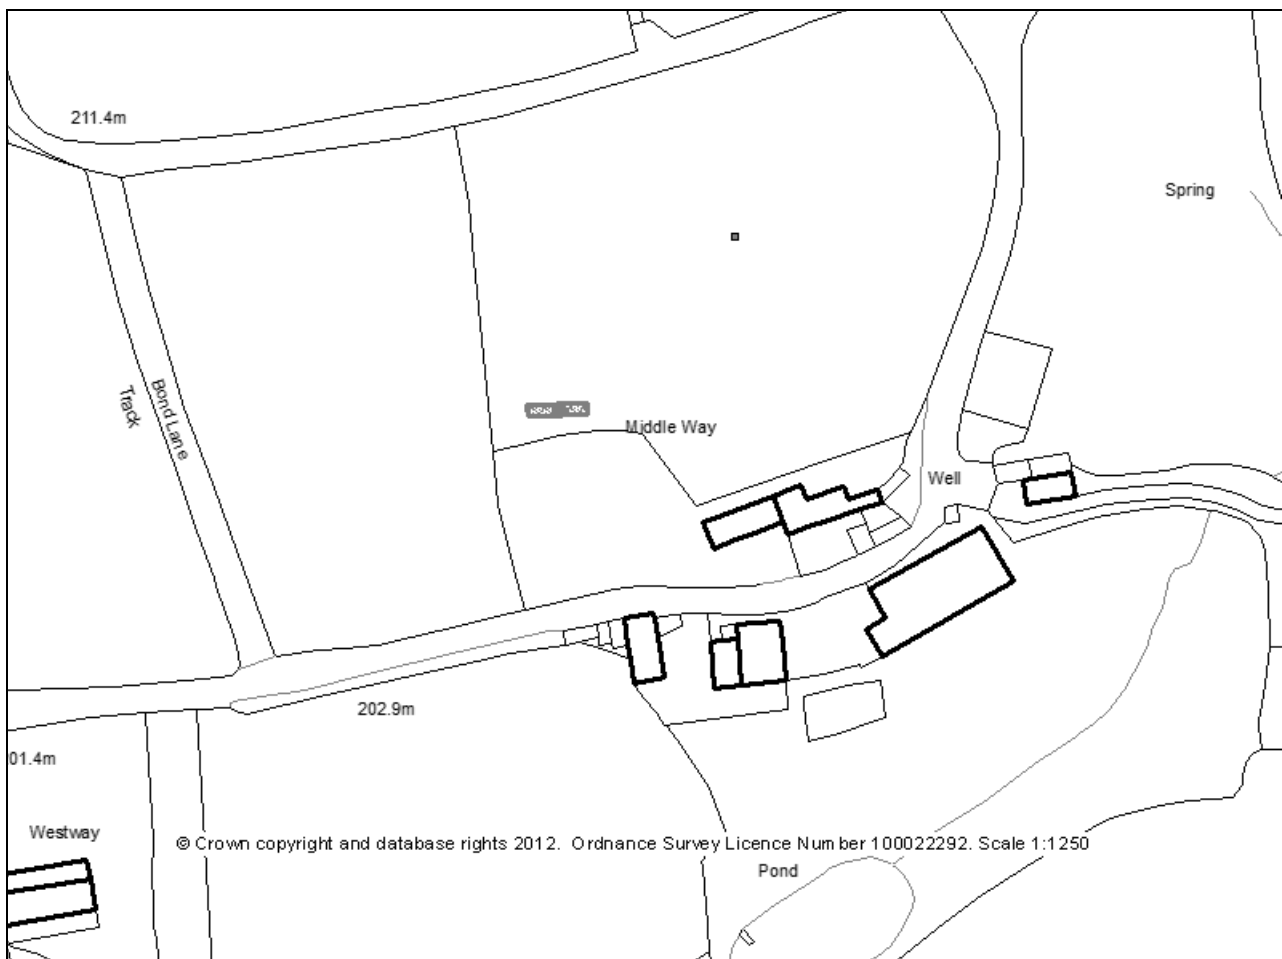 211.4m
Spring
Track
Bond Lane
Middle Way
Well
202.9m
01.4m
Westway
© Crown copyright and database rights 2012. Ordnance Survey Licence Number 100022292. Scale 1:1250
Pond